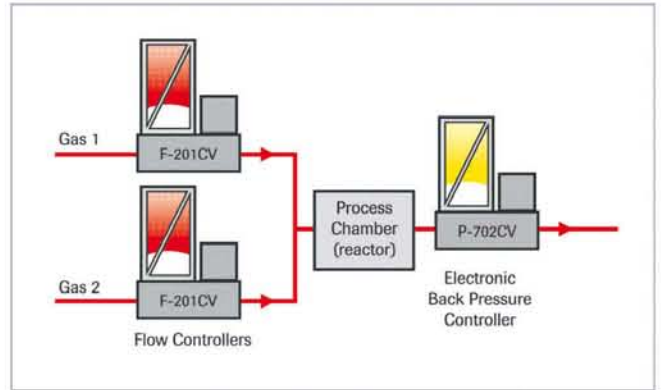 Gas 1
F-201CV
Gas 2
F-201CV
Flow Controllers
Process
Chamber
(reactor)
P-702CV
Electronic
Back Pressure
Controller